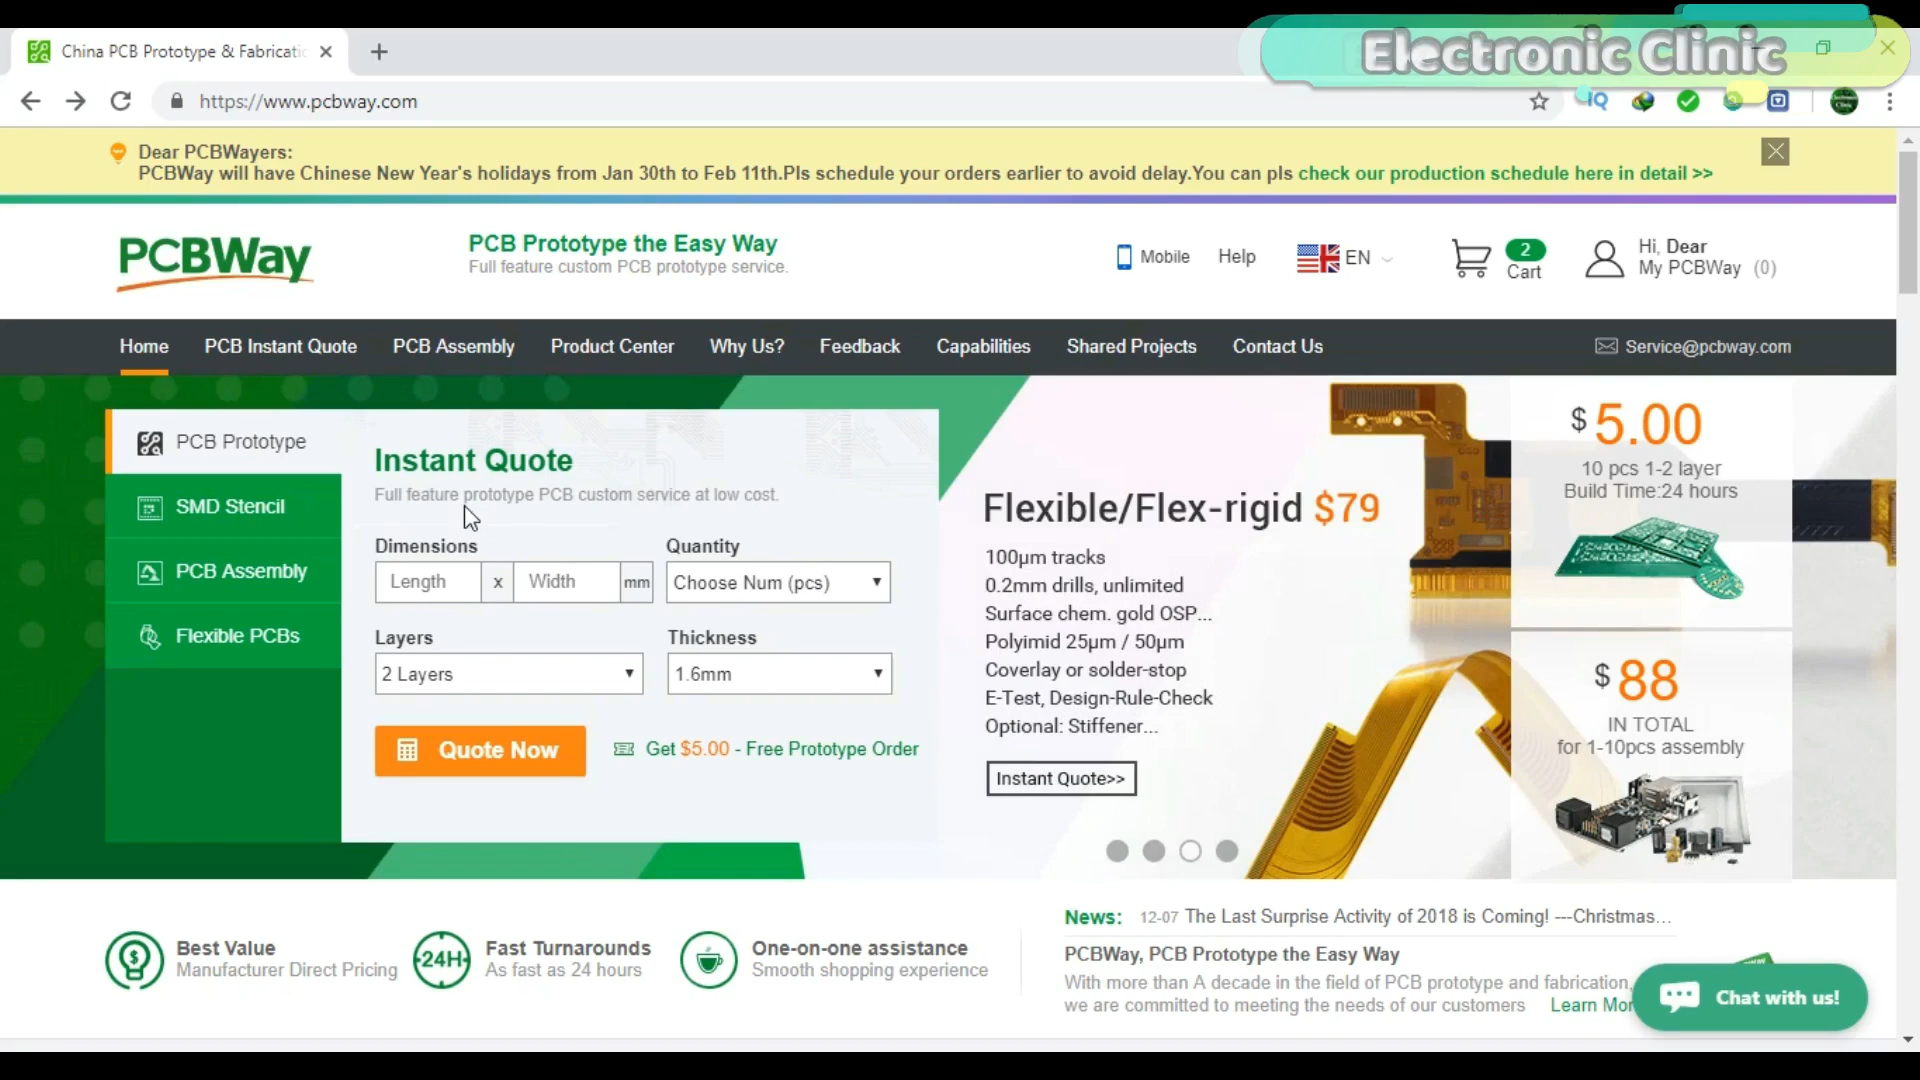 Electronic Clinic
China PCB Prototype & Fabricatio
https://www.pcbway.com
Dear PCBWayers:
PCBWay will have Chinese New Year's holidays from Jan 30th to Feb 11th.Pls schedule your orders earlier to avoid delay.You can pls check our production schedule here in detail >>
PCBWay
PCB Prototype the Easy Way
Full feature custom PCB prototype service.
Mobile
Help
EN
2
Cart
Hi, Dear
My PCBWay (0)
Home
PCB Instant Quote
PCB Assembly
Product Center
Why Us?
Feedback
Capabilities
Shared Projects
Contact Us
Service@pcbway.com
PCB Prototype
SMD Stencil
PCB Assembly
Flexible PCBs
Instant Quote
Full feature prototype PCB custom service at low cost.
Dimensions
Quantity
Length x Width mm
Choose Num (pcs)
Layers
Thickness
2 Layers
1.6mm
Quote Now
Get $5.00 - Free Prototype Order
Flexible/Flex-rigid $79
100μm tracks
0.2mm drills, unlimited
Surface chem. gold OSP...
Polyimid 25μm / 50μm
Coverlay or solder-stop
E-Test, Design-Rule-Check
Optional: Stiffener...
Instant Quote>>
$ 5.00
10 pcs 1-2 layer
Build Time:24 hours
$ 88
IN TOTAL
for 1-10pcs assembly
Best Value
Manufacturer Direct Pricing
24H
Fast Turnarounds
As fast as 24 hours
One-on-one assistance
Smooth shopping experience
News: 12-07 The Last Surprise Activity of 2018 is Coming! ---Christmas...
PCBWay, PCB Prototype the Easy Way
With more than A decade in the field of PCB prototype and fabrication,
we are committed to meeting the needs of our customers Learn Mor
Chat with us!